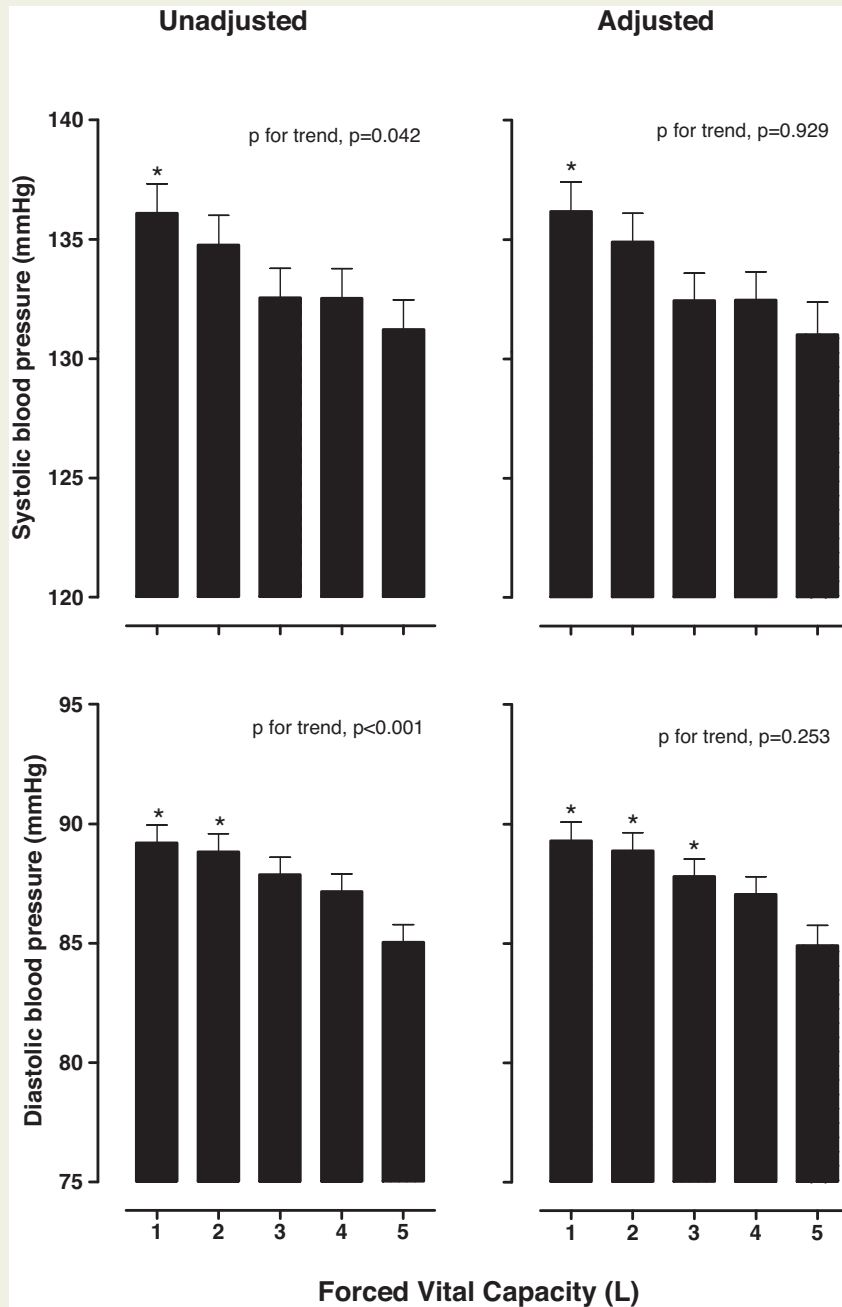 Unadjusted
Adjusted
Systolic blood pressure (mmHg)
140
135
130
125
120
p for trend, p=0.042
*
p for trend, p=0.929
*
Diastolic blood pressure (mmHg)
95
90
85
80
75
p for trend, p<0.001
* *
p for trend, p=0.253
* * *
1 2 3 4 5
1 2 3 4 5
Forced Vital Capacity (L)